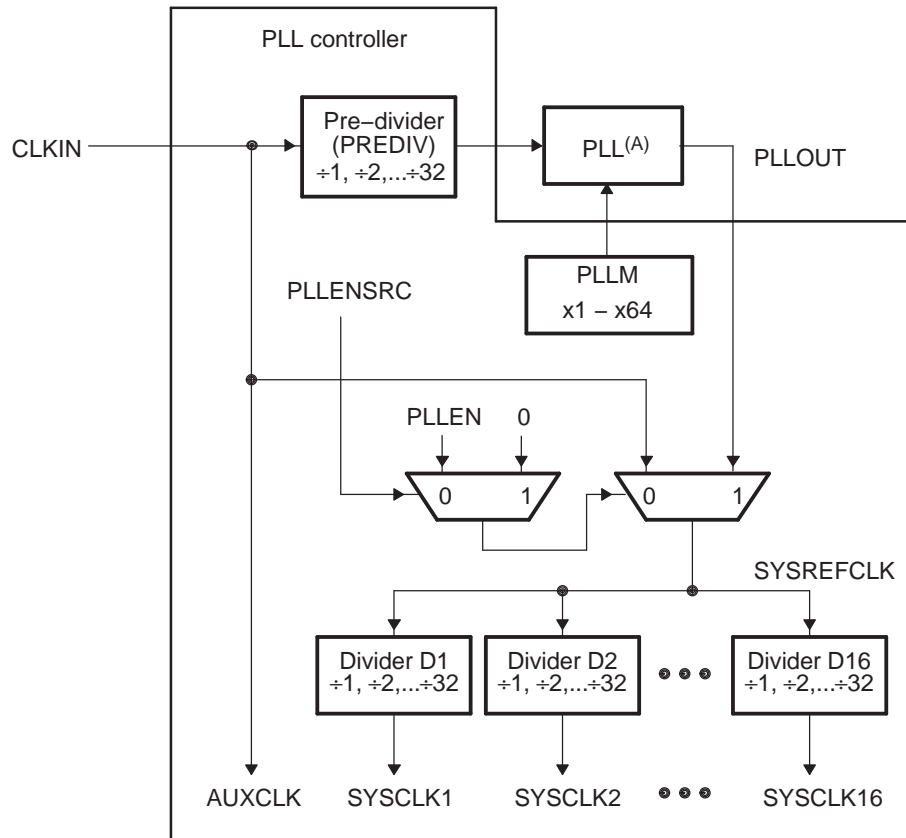 PLL controller
CLKIN
Pre−divider
(PREDIV)
÷1, ÷2,...÷32
PLL(A)
PLLOUT
PLLM
x1 − x64
PLLENSRC
PLLEN
0
0
1
0
1
SYSREFCLK
Divider D1
÷1, ÷2,...÷32
Divider D2
÷1, ÷2,...÷32
Divider D16
÷1, ÷2,...÷32
AUXCLK
SYSCLK1
SYSCLK2
SYSCLK16